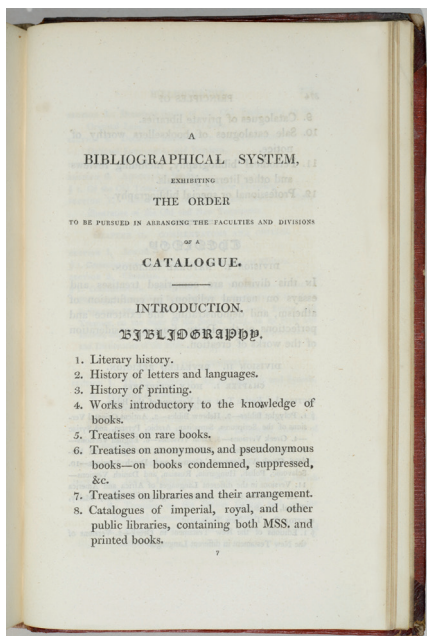 A
BIBLIOGRAPHICAL SYSTEM,
EXHIBITING
THE ORDER
TO BE PURSUED IN ARRANGING THE FACULTIES AND DIVISIONS
OF A
CATALOGUE.
INTRODUCTION.
BIBLIOGRAPHY.
1. Literary history.
2. History of letters and languages.
3. History of printing.
4. Works introductory to the knowledge of
books.
5. Treatises on rare books.
6. Treatises on anonymous, and pseudonymous
books—on books condemned, suppressed,
&c.
7. Treatises on libraries and their arrangement.
8. Catalogues of imperial, royal, and other
public libraries, containing both MSS. and
printed books.
7